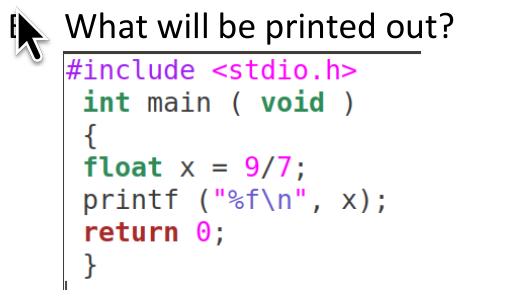 What will be printed out?
#include <stdio.h>
int main ( void )
{
float x = 9/7;
printf ("%f\n", x);
return 0;
}